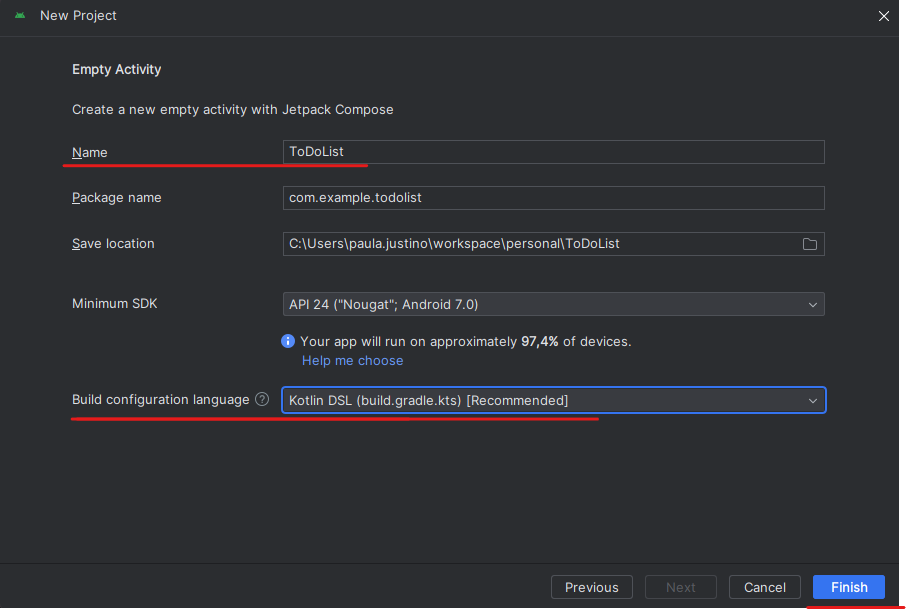 New Project
Empty Activity
Create a new empty activity with Jetpack Compose
Name ToDoList
Package name com.example.todolist
Save location C:\Users\paula.justino\workspace\personal\ToDoList
Minimum SDK API 24 ("Nougat"; Android 7.0)
Your app will run on approximately 97,4% of devices.
Help me choose
Build configuration language ? Kotlin DSL (build.gradle.kts) [Recommended]
Previous Next Cancel Finish